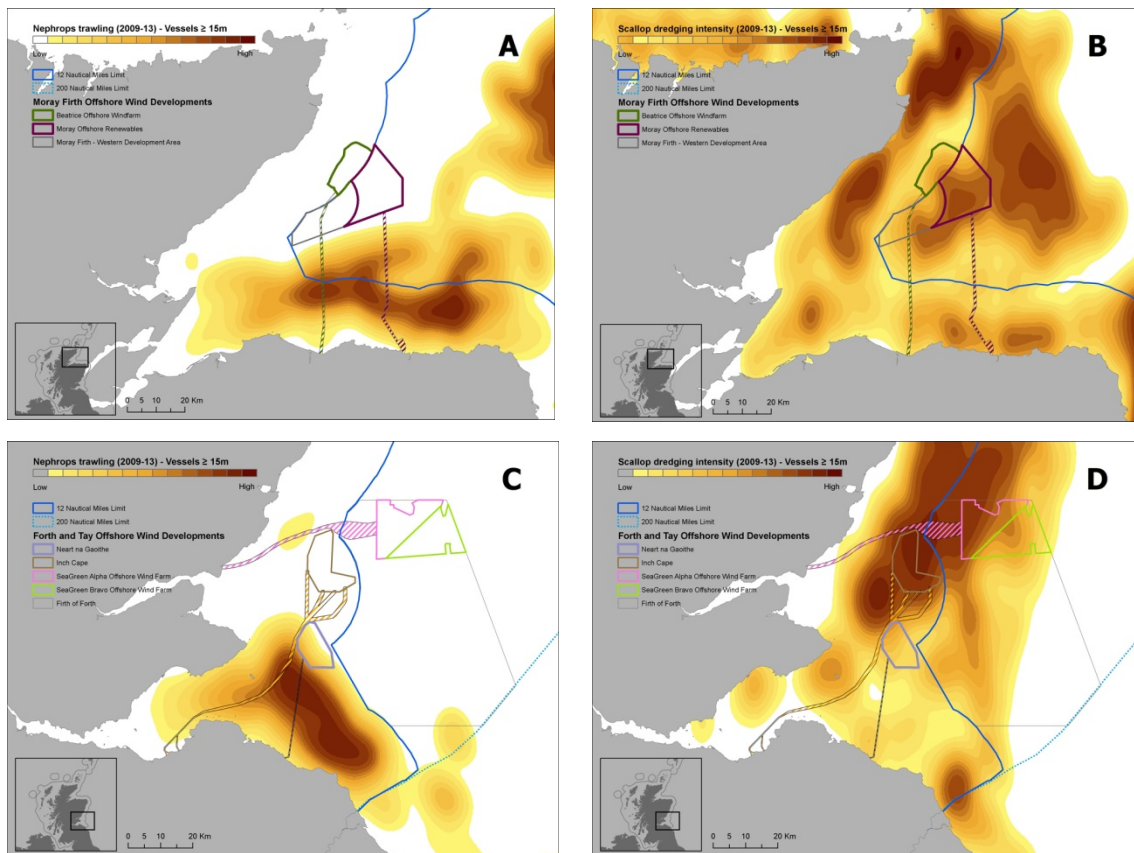 Nephrops trawling (2009-13) - Vessels ≥ 15m
A
Low
High
12 Nautical Miles Limit
200 Nautical Miles Limit
Moray Firth Offshore Wind Developments
Beatrice Offshore Windfarm
Moray Offshore Renewables
Moray Firth - Western Development Area
0 5 10 20 Km
Scallop dredging intensity (2009-13) - Vessels ≥ 15m
B
Low
High
12 Nautical Miles Limit
200 Nautical Miles Limit
Moray Firth Offshore Wind Developments
Beatrice Offshore Windfarm
Moray Offshore Renewables
Moray Firth - Western Development Area
0 5 10 20 Km
Nephrops trawling (2009-13) - Vessels ≥ 15m
C
Low
High
12 Nautical Miles Limit
200 Nautical Miles Limit
Forth and Tay Offshore Wind Developments
Neart na Gaoithe
Inch Cape
SeaGreen Alpha Offshore Wind Farm
SeaGreen Bravo Offshore Wind Farm
Firth of Forth
0 5 10 20 Km
Scallop dredging intensity (2009-13) - Vessels ≥ 15m
D
Low
High
12 Nautical Miles Limit
200 Nautical Miles Limit
Forth and Tay Offshore Wind Developments
Neart na Gaoithe
Inch Cape
SeaGreen Alpha Offshore Wind Farm
SeaGreen Bravo Offshore Wind Farm
Firth of Forth
0 5 10 20 Km